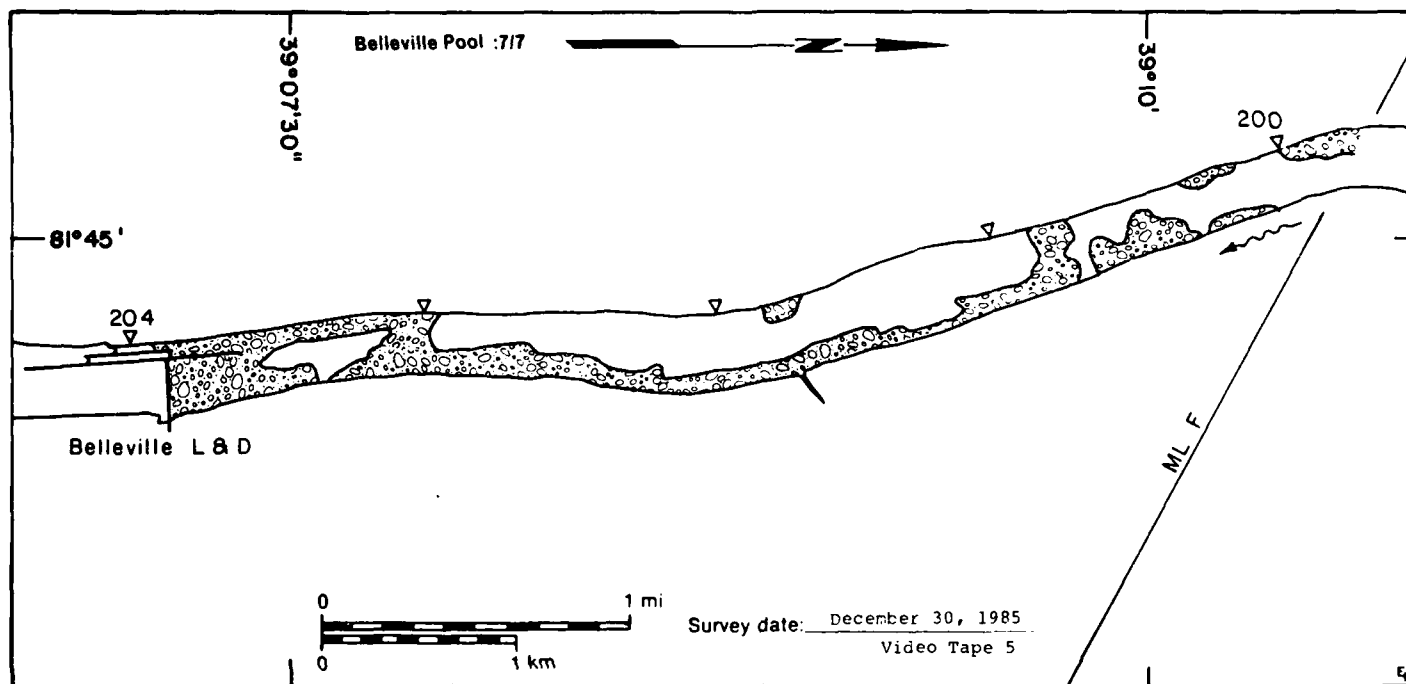 Belleville Pool :7/7
N
39°07'30"
39°10'
200
81°45'
204
Belleville L & D
ML F
0 1 mi
0 1 km
Survey date: December 30, 1985
Video Tape 5